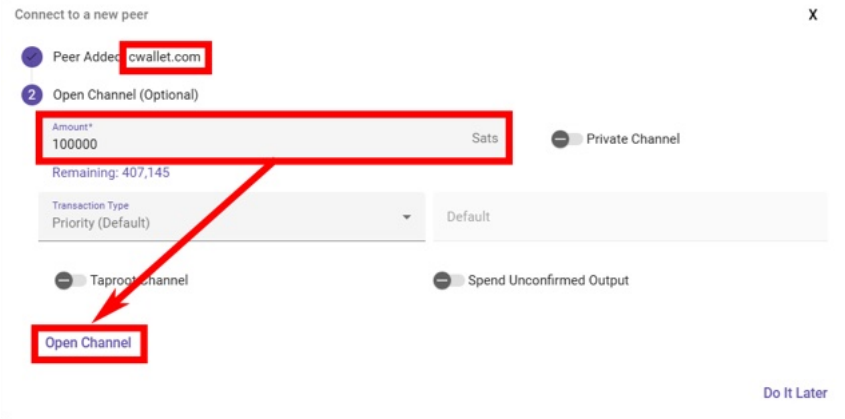 Connect to a new peer X
Peer Added cwallet.com
2 Open Channel (Optional)
Amount*
100000 Sats Private Channel
Remaining: 407,145
Transaction Type
Priority (Default) Default
Taproot Channel Spend Unconfirmed Output
Open Channel
Do It Later